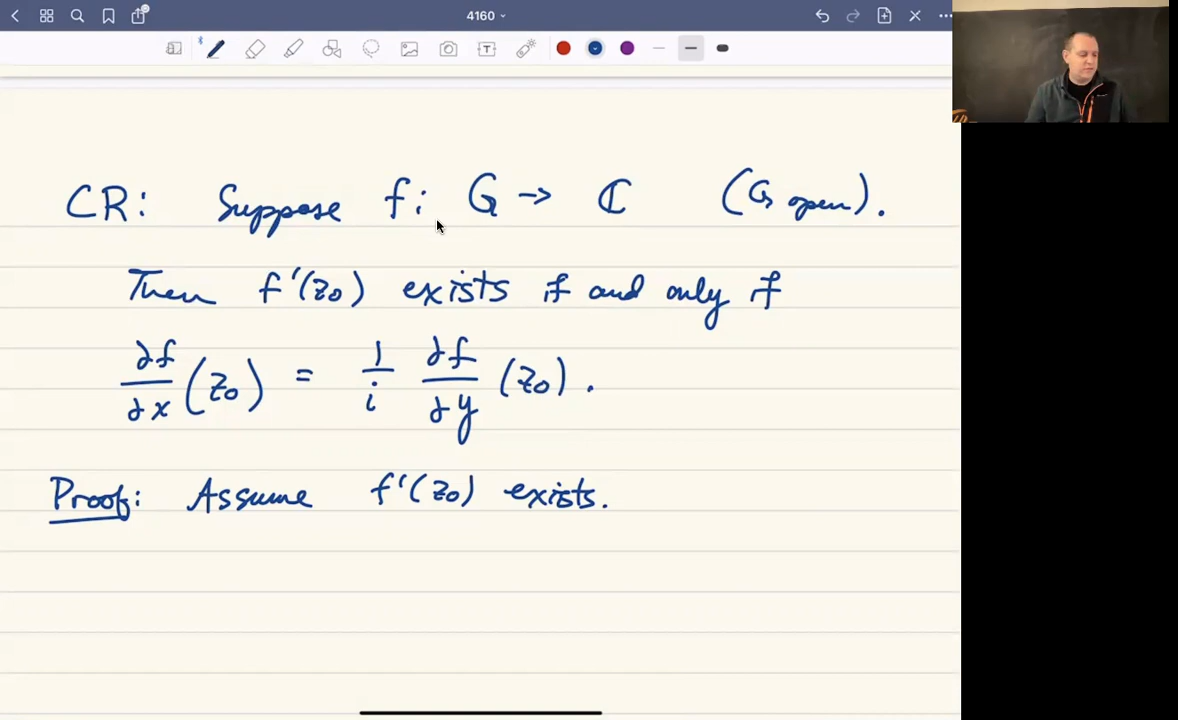 4160
CR: Suppose f: G → ℂ (G open).
Then f'(z₀) exists if and only if
∂f/∂x (z₀) = 1/i ∂f/∂y (z₀).
Proof: Assume f'(z₀) exists.